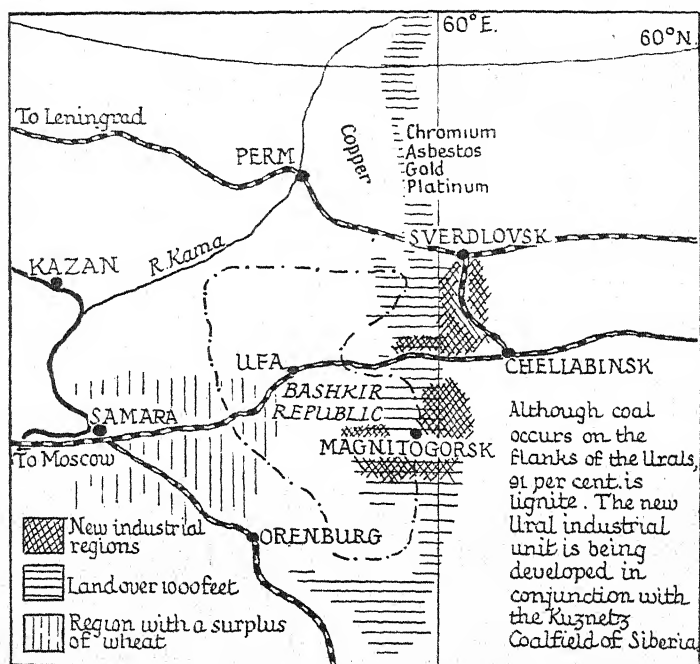 60°E.
60°N.
To Leningrad
PERM
Copper
Chromium
Asbestos
Gold
Platinum
SVERDLOVSK
R. Kama
KAZAN
UFA
CHELIABINSK
BASHKIR
REPUBLIC
SAMARA
To Moscow
MAGNITOGORSK
ORENBURG
Although coal
occurs on the
flanks of the Urals,
91 per cent. is
lignite. The new
Ural industrial
unit is being
developed in
conjunction with
the Kuznetz
Coalfield of Siberia
New industrial
regions
Land over 1000 feet
Region with a surplus
of wheat